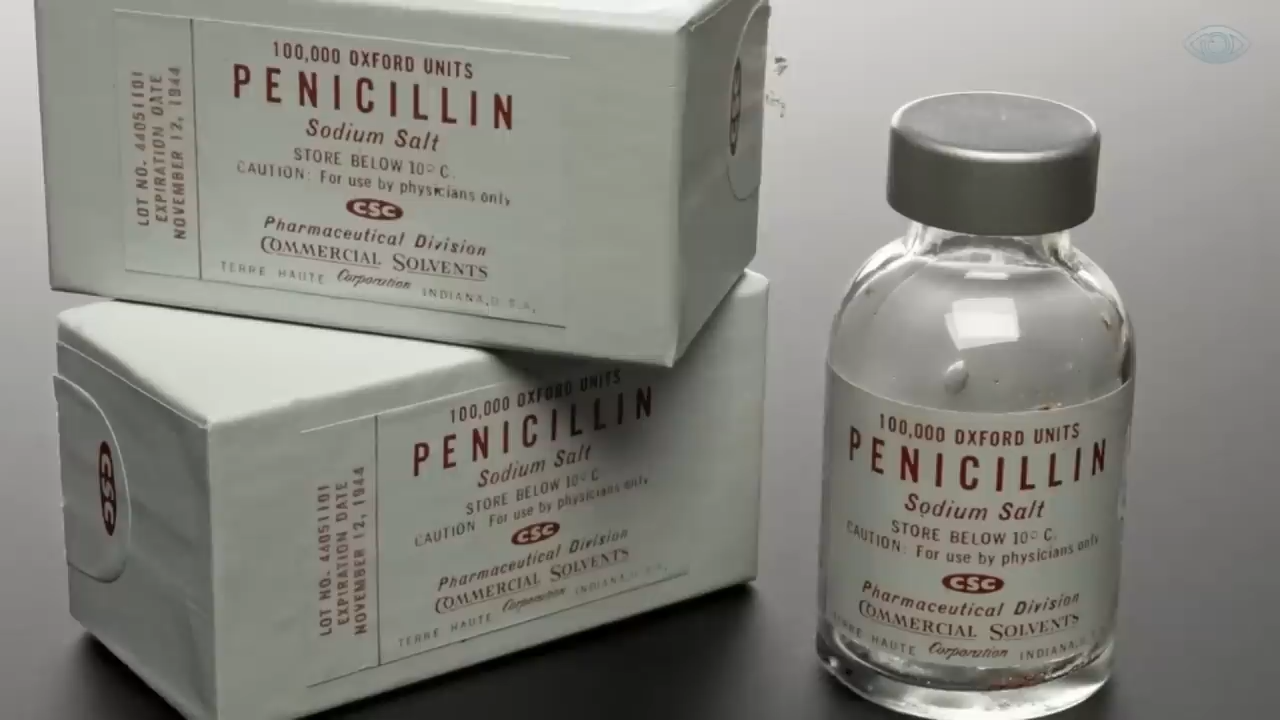 100,000 OXFORD UNITS
PENICILLIN
Sodium Salt
STORE BELOW 10° C.
CAUTION: For use by physicians only
CSC
Pharmaceutical Division
COMMERCIAL SOLVENTS
TERRE HAUTE Corporation INDIANA, U.S.A.
LOT NO. 44051101
EXPIRATION DATE
NOVEMBER 12, 1944
CSC
100,000 OXFORD UNITS
PENICILLIN
Sodium Salt
STORE BELOW 10° C
CAUTION: For use by physicians only
CSC
Pharmaceutical Division
COMMERCIAL SOLVENTS
TERRE HAUTE Corporation INDIANA, U.S.A.
LOT NO. 44051101
EXPIRATION DATE
NOVEMBER 12, 1944
CSC
100,000 OXFORD UNITS
PENICILLIN
Sodium Salt
STORE BELOW 10° C.
CAUTION: For use by physicians only
CSC
Pharmaceutical Division
COMMERCIAL SOLVENTS
TERRE HAUTE Corporation INDIANA,